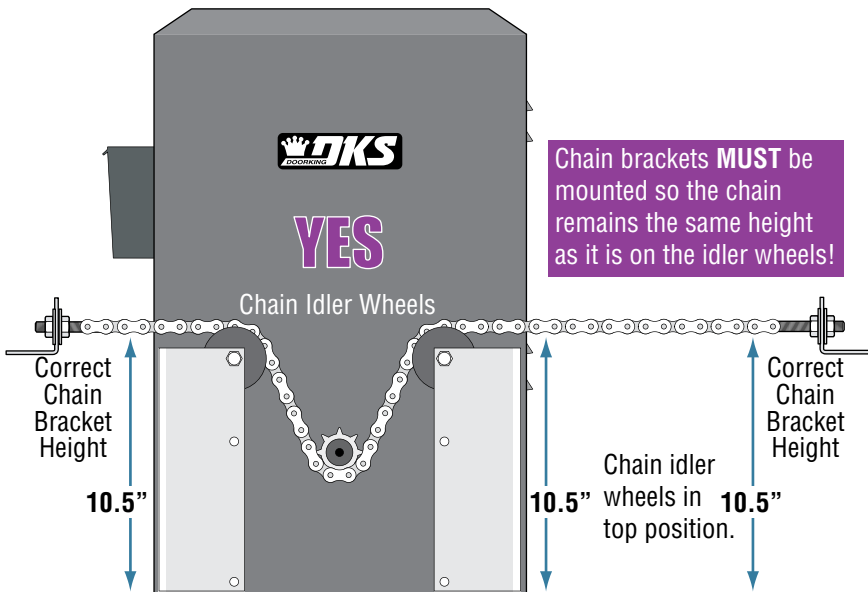 DKS
DOORKING
YES
Chain brackets MUST be
mounted so the chain
remains the same height
as it is on the idler wheels!
Chain Idler Wheels
Correct
Chain
Bracket
Height
10.5”
10.5”
Chain idler
wheels in
top position.
10.5”
Correct
Chain
Bracket
Height